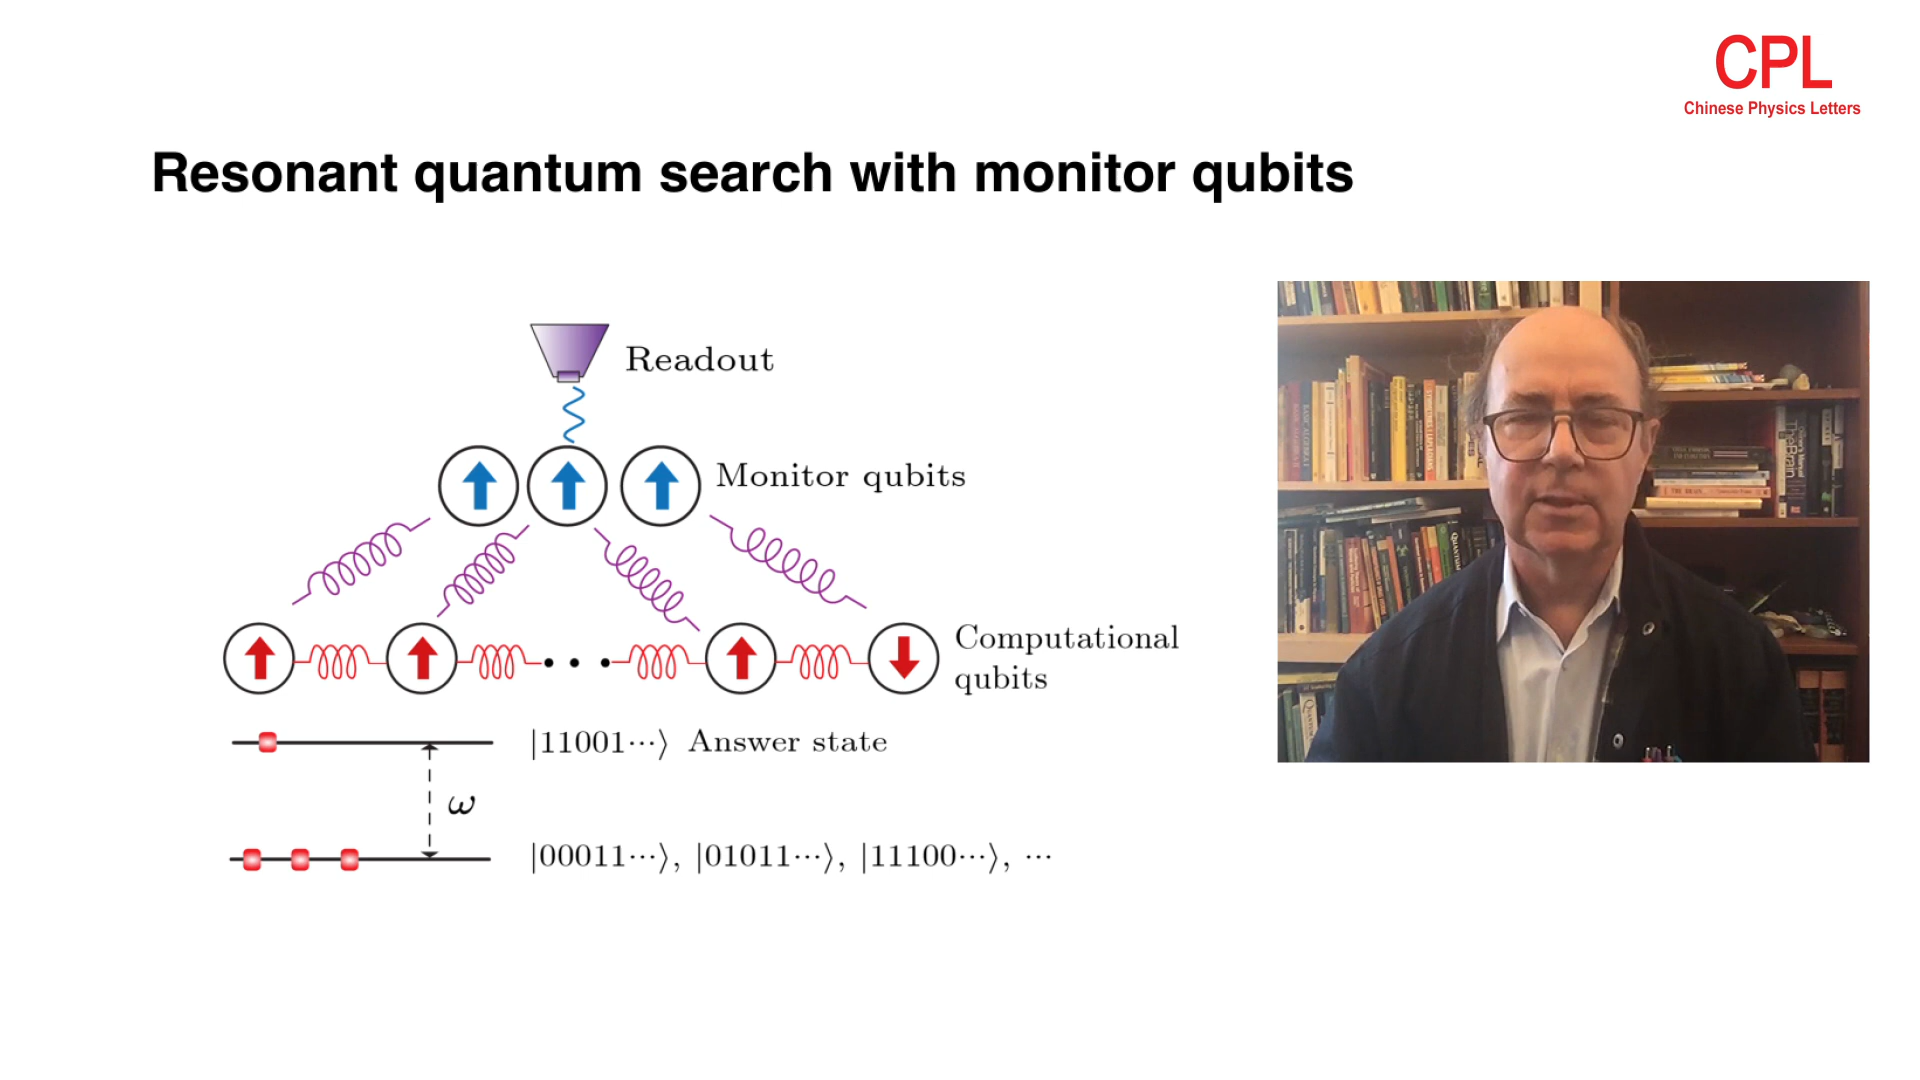 CPL
Chinese Physics Letters
Resonant quantum search with monitor qubits
Readout
Monitor qubits
Computational
qubits
|11001···⟩ Answer state
ω
|00011···⟩, |01011···⟩, |11100···⟩, ···